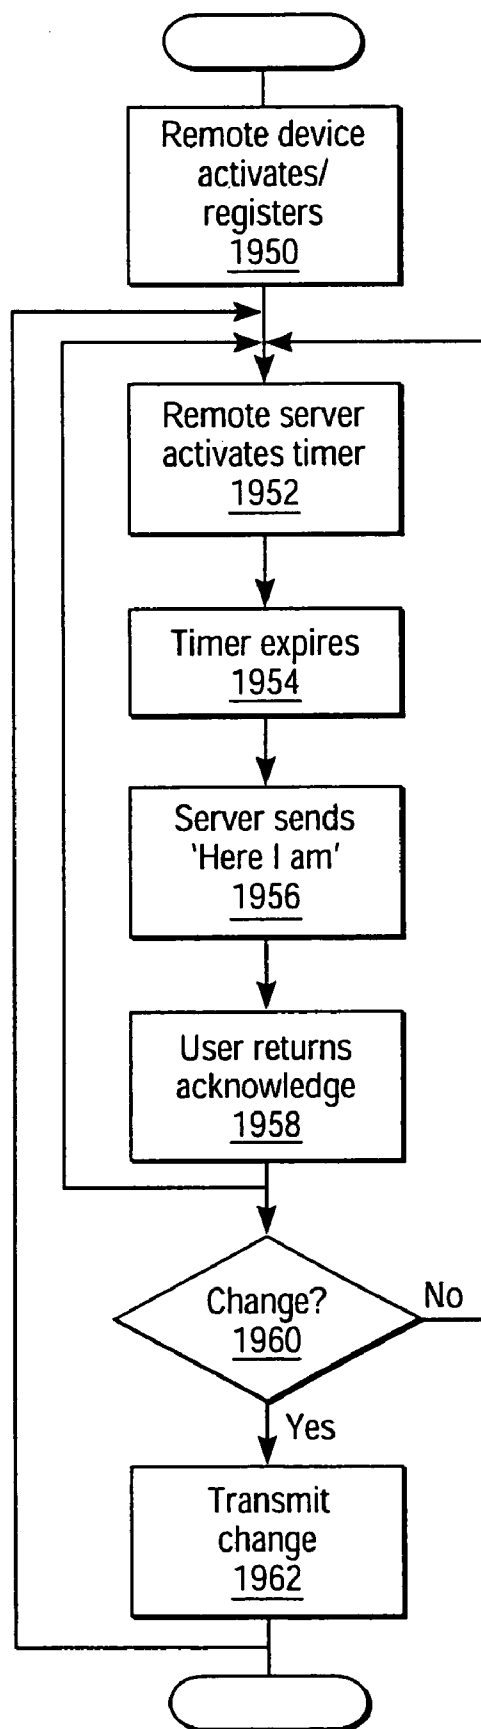 Remote device
activates/
registers
1950
Remote server
activates timer
1952
Timer expires
1954
Server sends
'Here I am'
1956
User returns
acknowledge
1958
Change?
1960
No
Yes
Transmit
change
1962